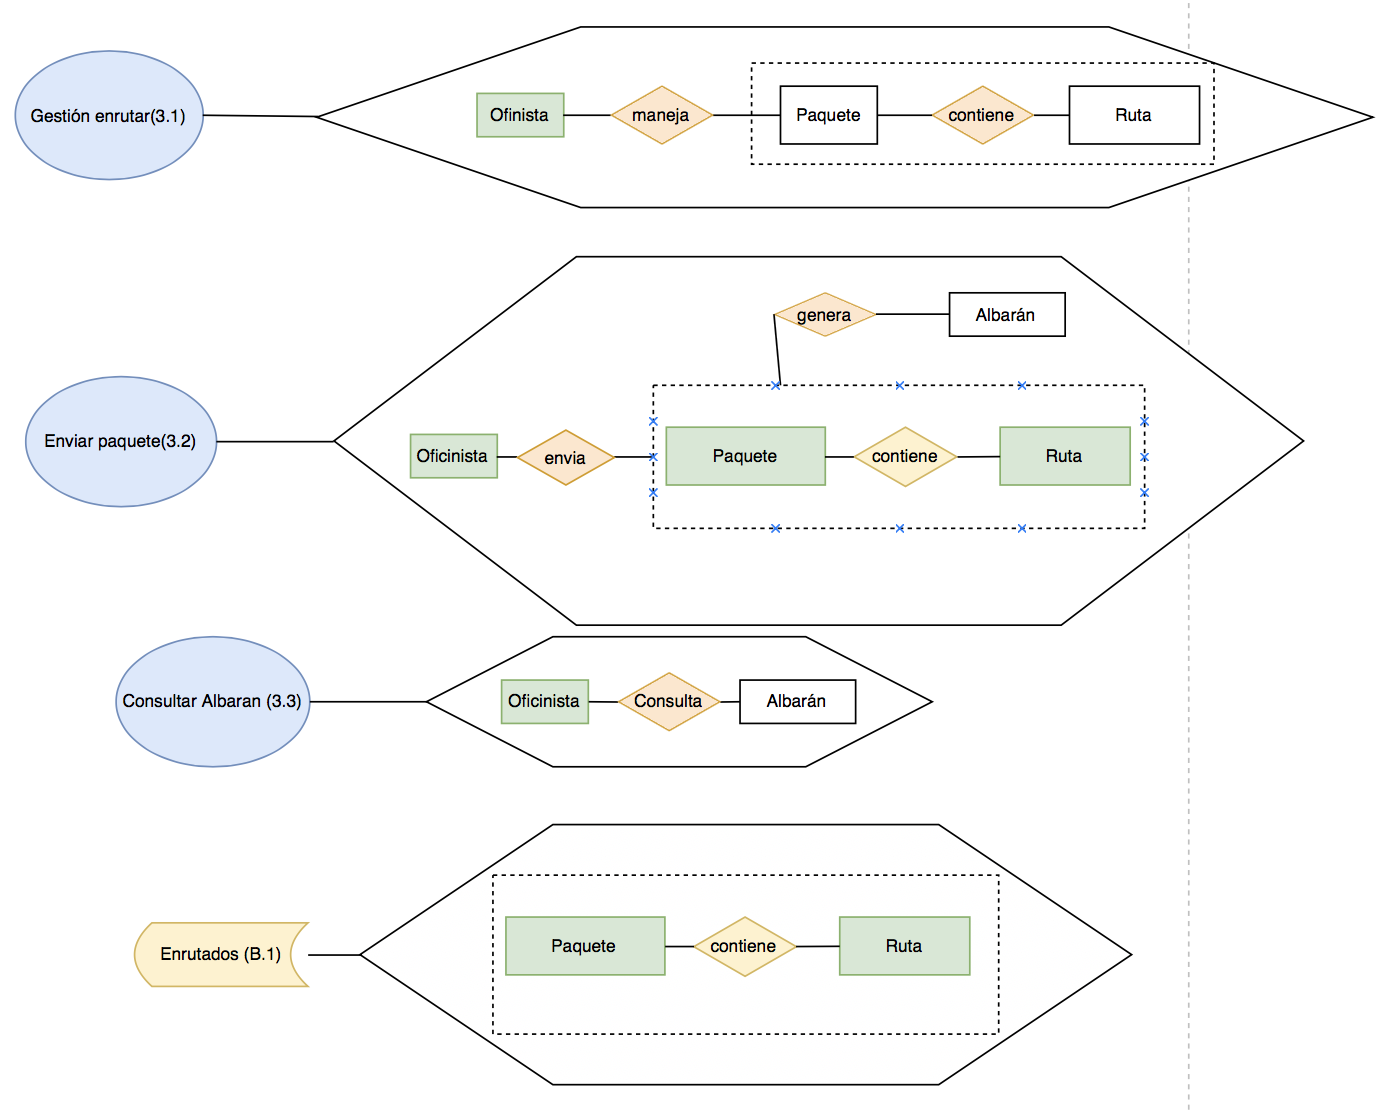 Gestión enrutar(3.1)
Ofinista
maneja
Paquete
contiene
Ruta
genera
Albarán
Enviar paquete(3.2)
Oficinista
envia
Paquete
contiene
Ruta
Consultar Albaran (3.3)
Oficinista
Consulta
Albarán
Enrutados (B.1)
Paquete
contiene
Ruta